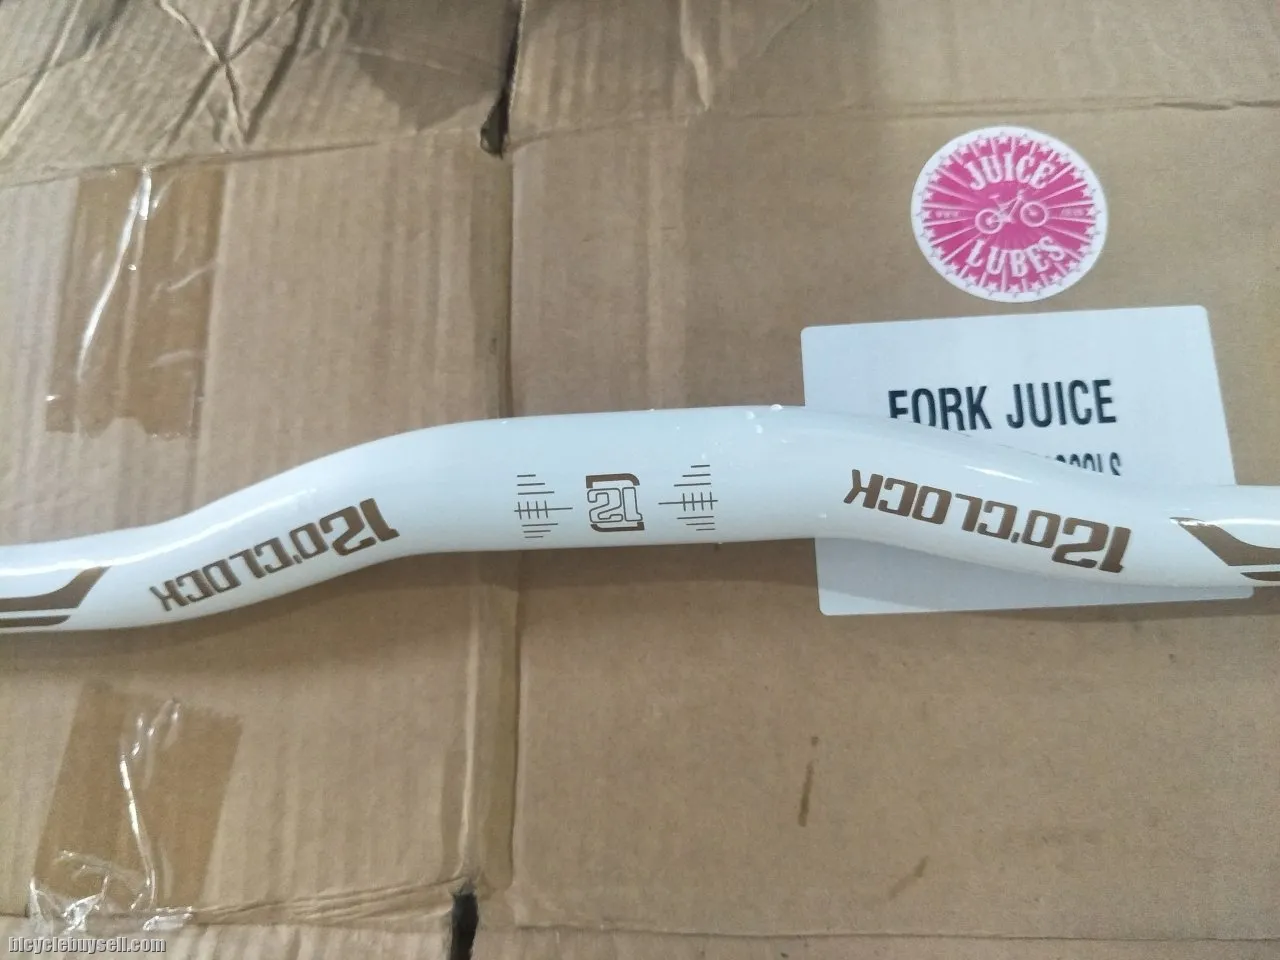 JUICE
LUBES
FORK JUICE
12O'CLOCK
12
12O'CLOCK
bicyclebuysell.com